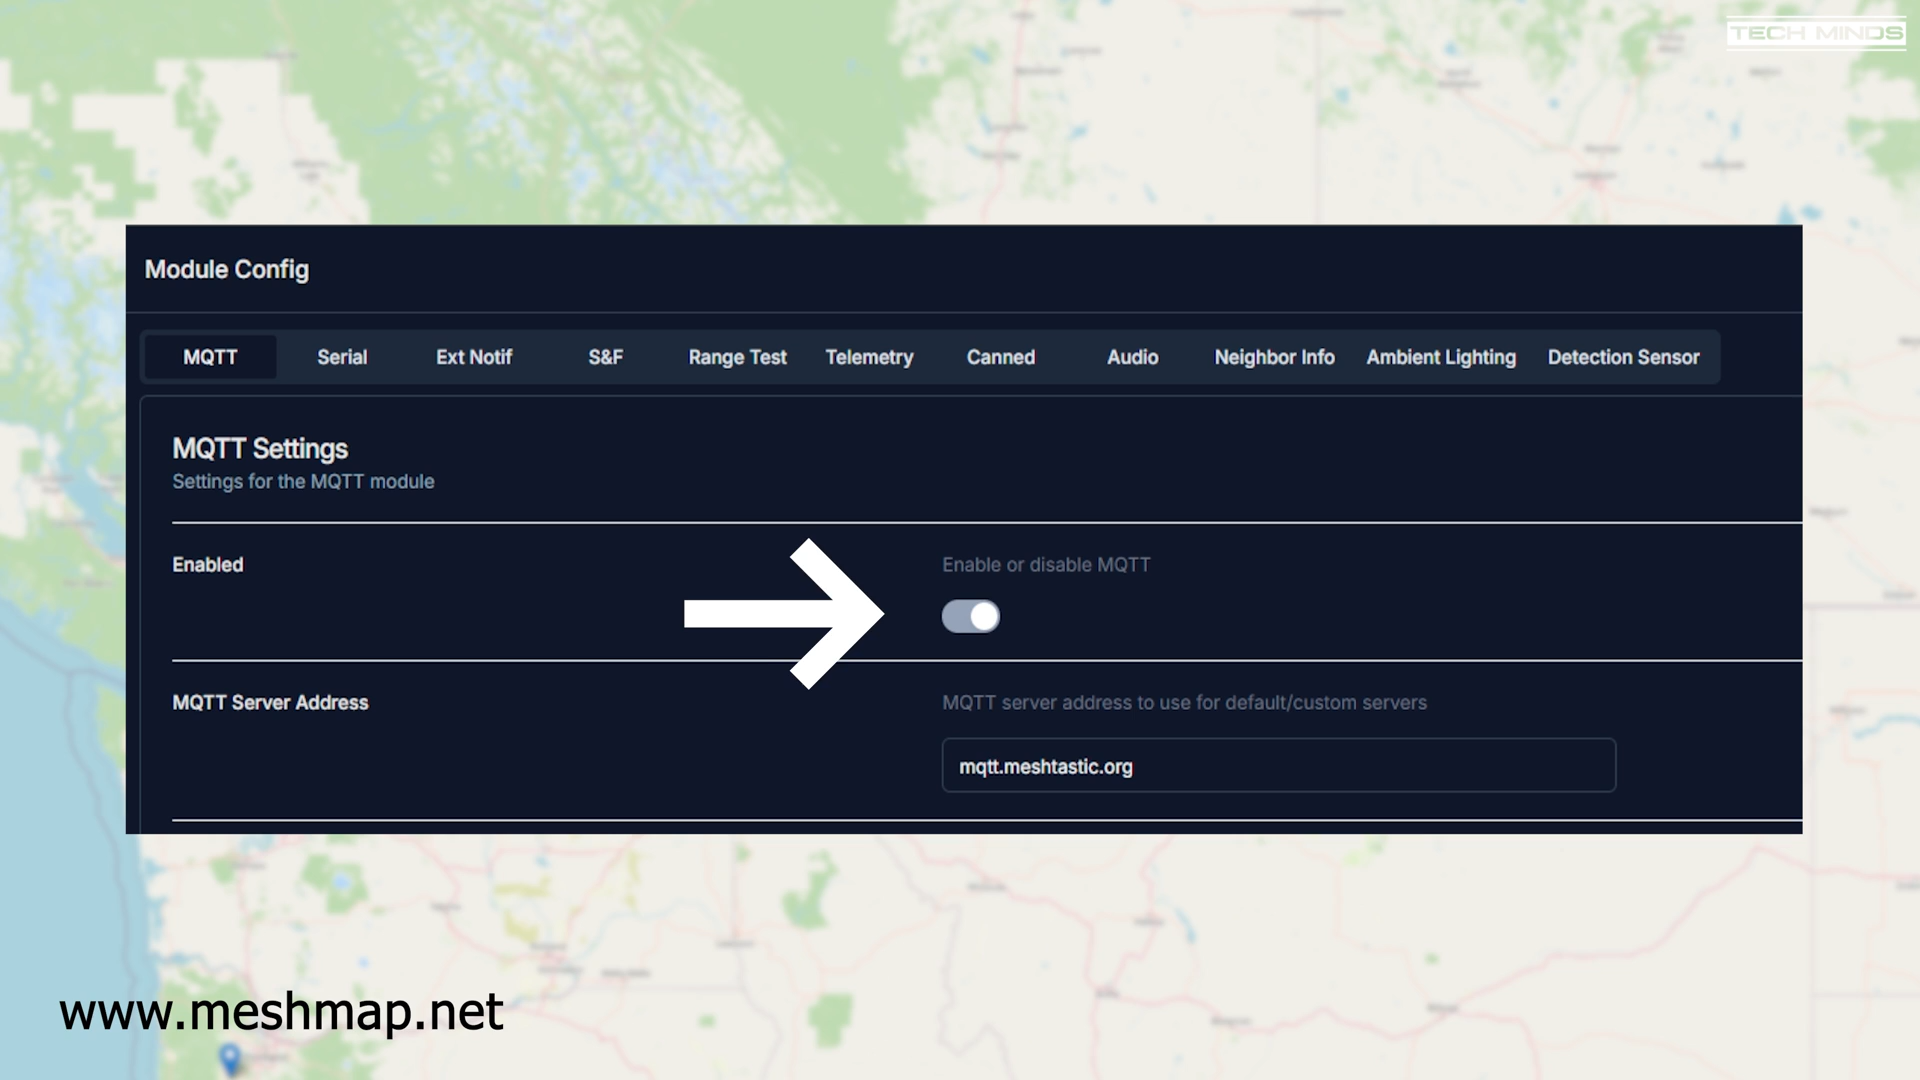 TECH MINDS
Module Config
MQTT Serial Ext Notif S&F Range Test Telemetry Canned Audio Neighbor Info Ambient Lighting Detection Sensor
MQTT Settings
Settings for the MQTT module
Enabled
Enable or disable MQTT
MQTT Server Address
MQTT server address to use for default/custom servers
mqtt.meshtastic.org
www.meshmap.net